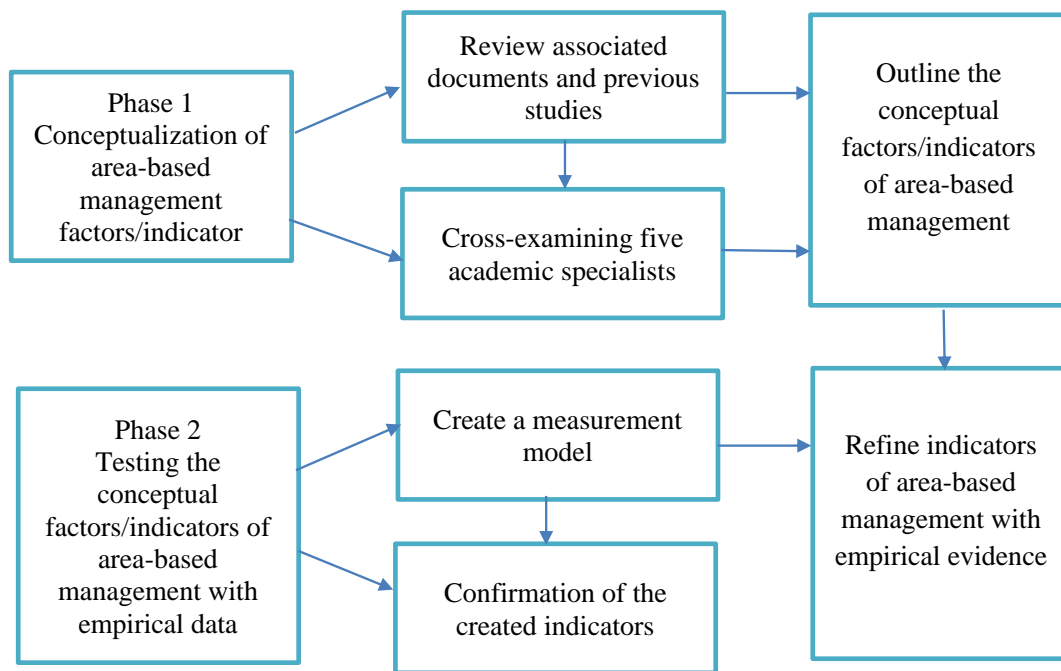 Phase 1
Conceptualization of
area-based
management
factors/indicator
Review associated
documents and previous
studies
Cross-examining five
academic specialists
Outline the
conceptual
factors/indicators
of area-based
management
Phase 2
Testing the
conceptual
factors/indicators of
area-based
management with
empirical data
Create a measurement
model
Confirmation of the
created indicators
Refine indicators
of area-based
management with
empirical evidence